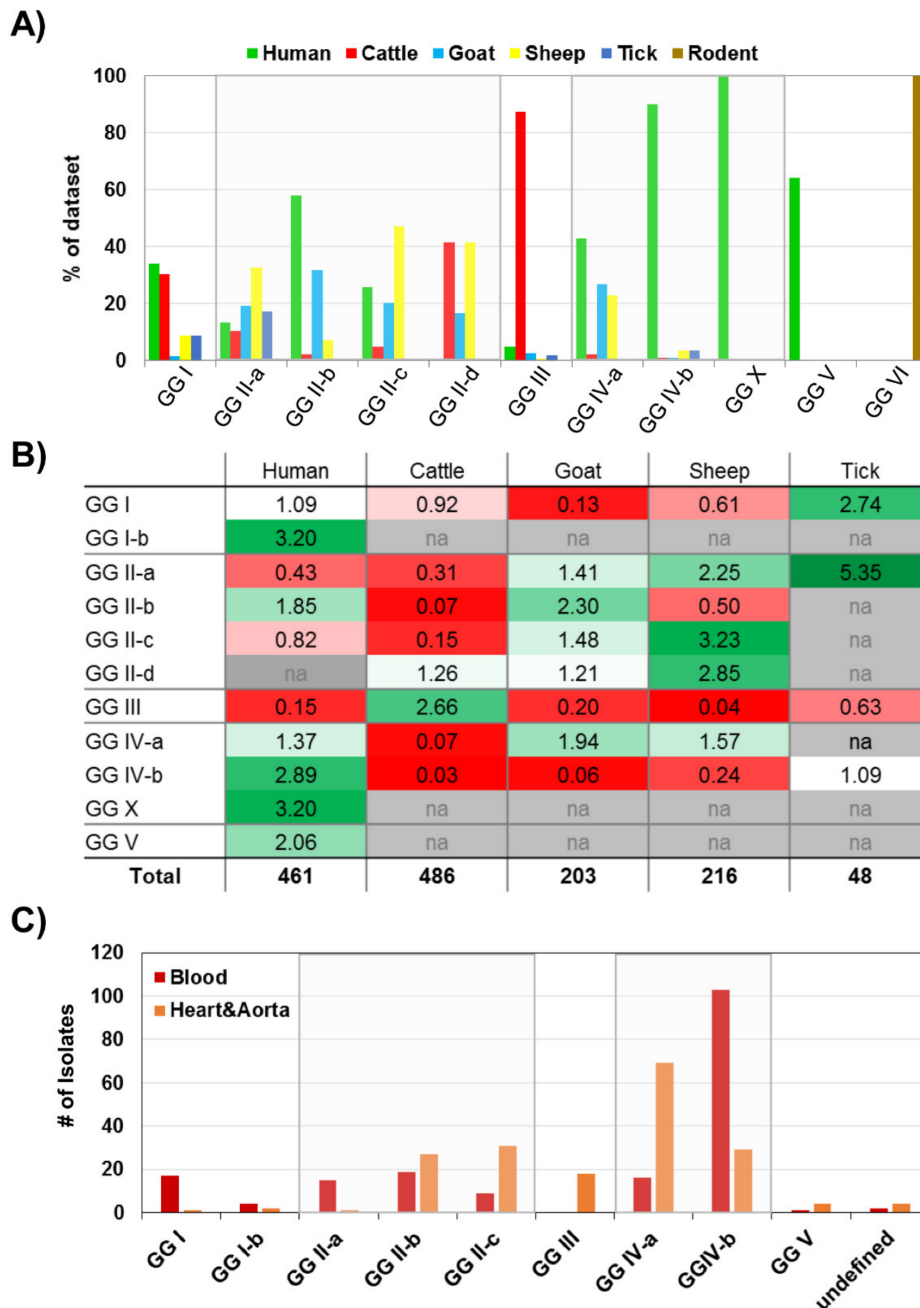 A)
Human Cattle Goat Sheep Tick Rodent
% of dataset
100
80
60
40
20
0
GG I GG II-a GG II-b GG II-c GG II-d GG III GG IV-a GG IV-b GG X GG V GG VI
B)
Human Cattle Goat Sheep Tick
GG I 1.09 0.92 0.13 0.61 2.74
GG I-b 3.20 na na na na
GG II-a 0.43 0.31 1.41 2.25 5.35
GG II-b 1.85 0.07 2.30 0.50 na
GG II-c 0.82 0.15 1.48 3.23 na
GG II-d na 1.26 1.21 2.85 na
GG III 0.15 2.66 0.20 0.04 0.63
GG IV-a 1.37 0.07 1.94 1.57 na
GG IV-b 2.89 0.03 0.06 0.24 1.09
GG X 3.20 na na na na
GG V 2.06 na na na na
Total 461 486 203 216 48
C)
Blood
Heart&Aorta
# of Isolates
120
100
80
60
40
20
0
GG I GG I-b GG II-a GG II-b GG II-c GG III GG IV-a GGIV-b GG V undefined